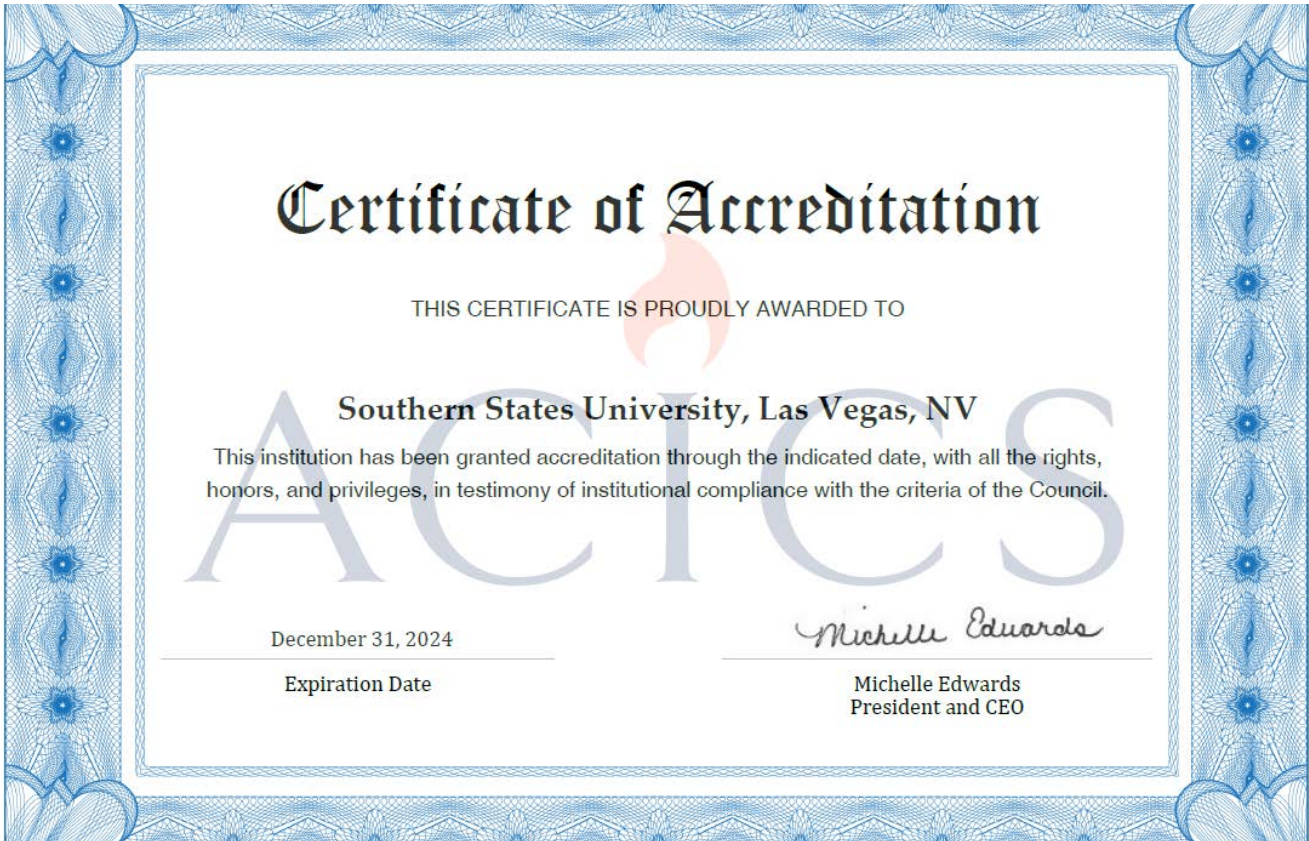 Certificate of Accreditation
THIS CERTIFICATE IS PROUDLY AWARDED TO
ACICS
Southern States University, Las Vegas, NV
This institution has been granted accreditation through the indicated date, with all the rights,
honors, and privileges, in testimony of institutional compliance with the criteria of the Council.
Michelle Edwards
December 31, 2024
Expiration Date
Michelle Edwards
President and CEO